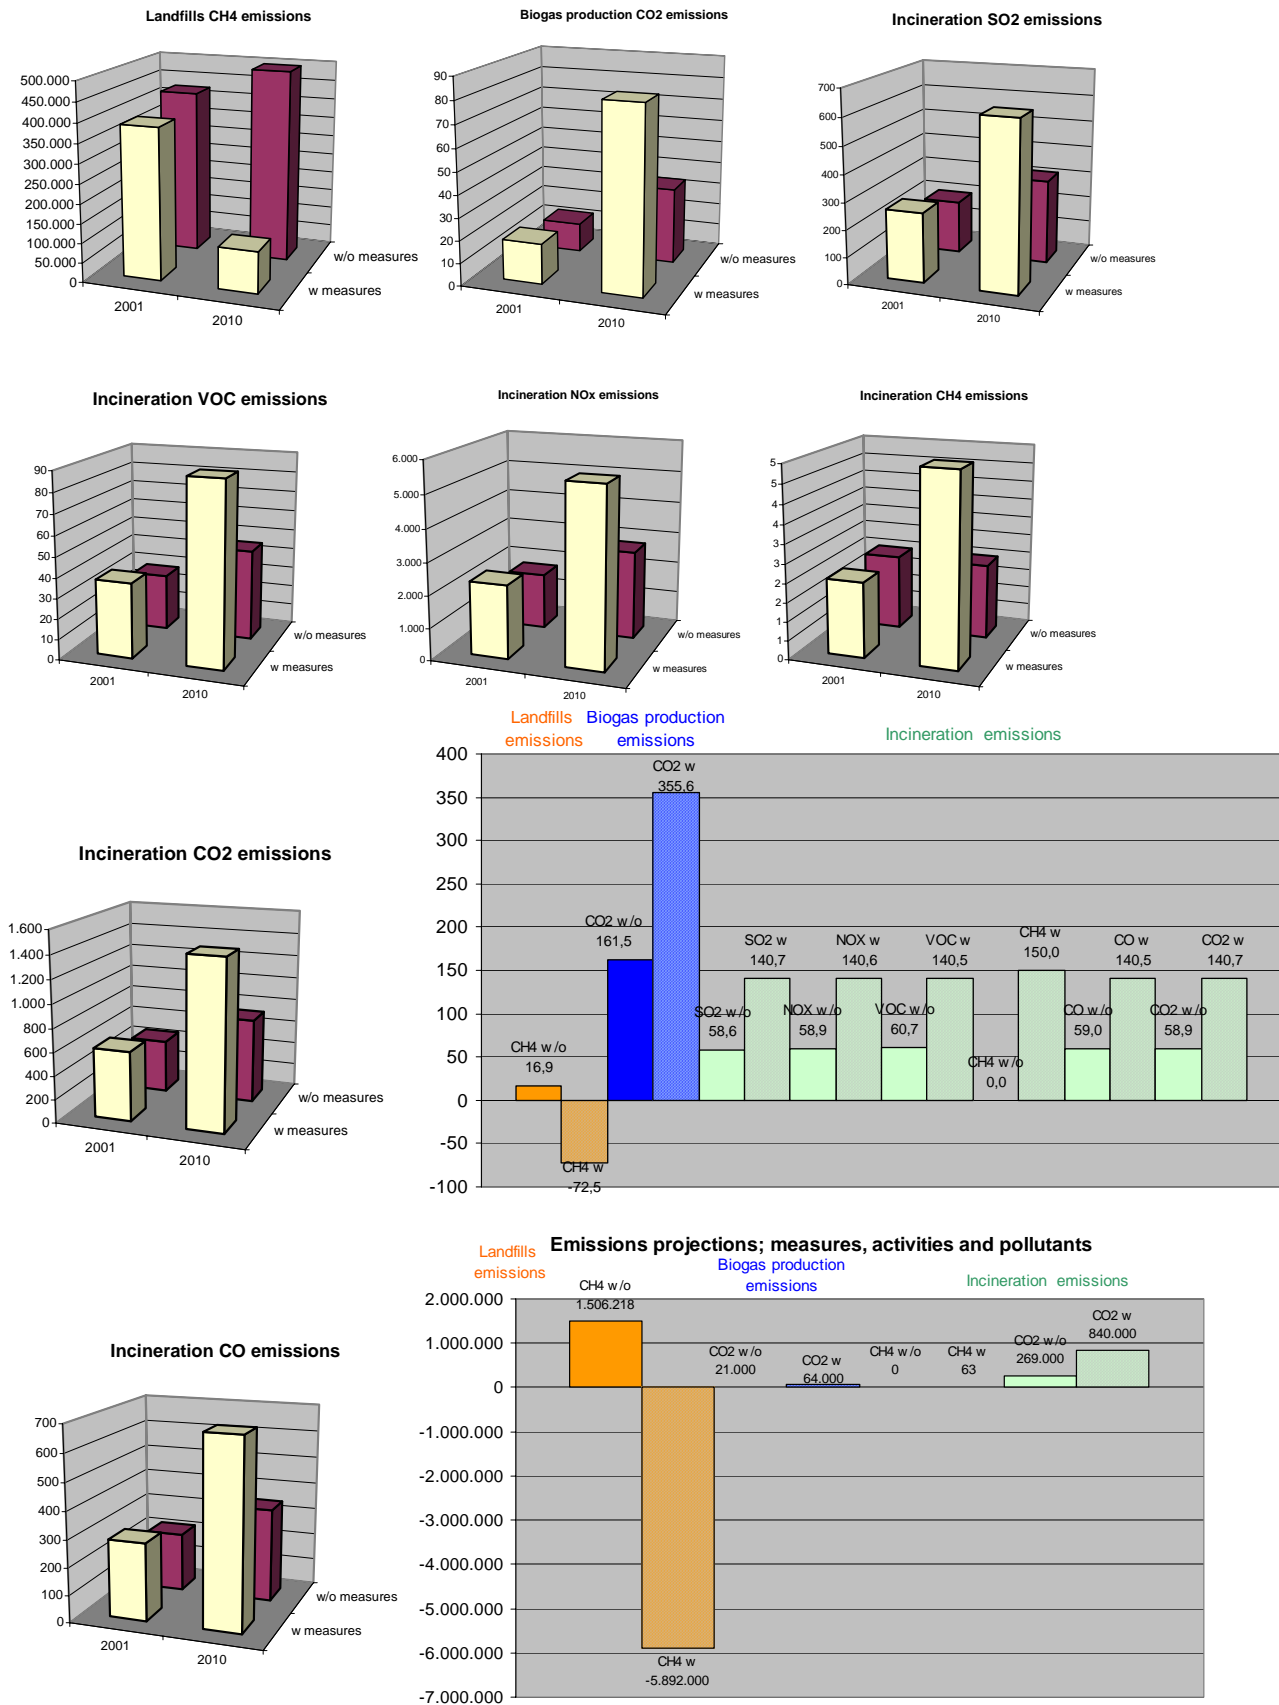 Landfills CH4 emissions
500.000
450.000
400.000
350.000
300.000
250.000
200.000
150.000
100.000
50.000
0
2001
2010
w/o measures
w measures
Biogas production CO2 emissions
90
80
70
60
50
40
30
20
10
0
2001
2010
w/o measures
w measures
Incineration SO2 emissions
700
600
500
400
300
200
100
0
2001
2010
w/o measures
w measures
Incineration VOC emissions
90
80
70
60
50
40
30
20
10
0
2001
2010
w/o measures
w measures
Incineration NOx emissions
6.000
5.000
4.000
3.000
2.000
1.000
0
2001
2010
w/o measures
w measures
Incineration CH4 emissions
5
5
4
4
3
3
2
2
1
1
0
2001
2010
w/o measures
w measures
Incineration CO2 emissions
1.600
1.400
1.200
1.000
800
600
400
200
0
2001
2010
w/o measures
w measures
Landfills
emissions
Biogas production
emissions
Incineration emissions
400
350
300
250
200
150
100
50
0
-50
-100
CH4 w/o
16,9
CH4 w
-72,5
CO2 w/o
161,5
CO2 w
355,6
SO2 w/o
58,6
SO2 w
140,7
NOX w/o
58,9
NOX w
140,6
VOC w/o
60,7
VOC w
140,5
CH4 w/o
0,0
CH4 w
150,0
CO w/o
59,0
CO w
140,5
CO2 w/o
58,9
CO2 w
140,7
Incineration CO emissions
700
600
500
400
300
200
100
0
2001
2010
w/o measures
w measures
Emissions projections; measures, activities and pollutants
Landfills
emissions
Biogas production
emissions
Incineration emissions
2.000.000
1.000.000
0
-1.000.000
-2.000.000
-3.000.000
-4.000.000
-5.000.000
-6.000.000
-7.000.000
CH4 w/o
1.506.218
CH4 w
-5.892.000
CO2 w/o
21.000
CO2 w
64.000
CH4 w/o
0
CH4 w
63
CO2 w/o
269.000
CO2 w
840.000